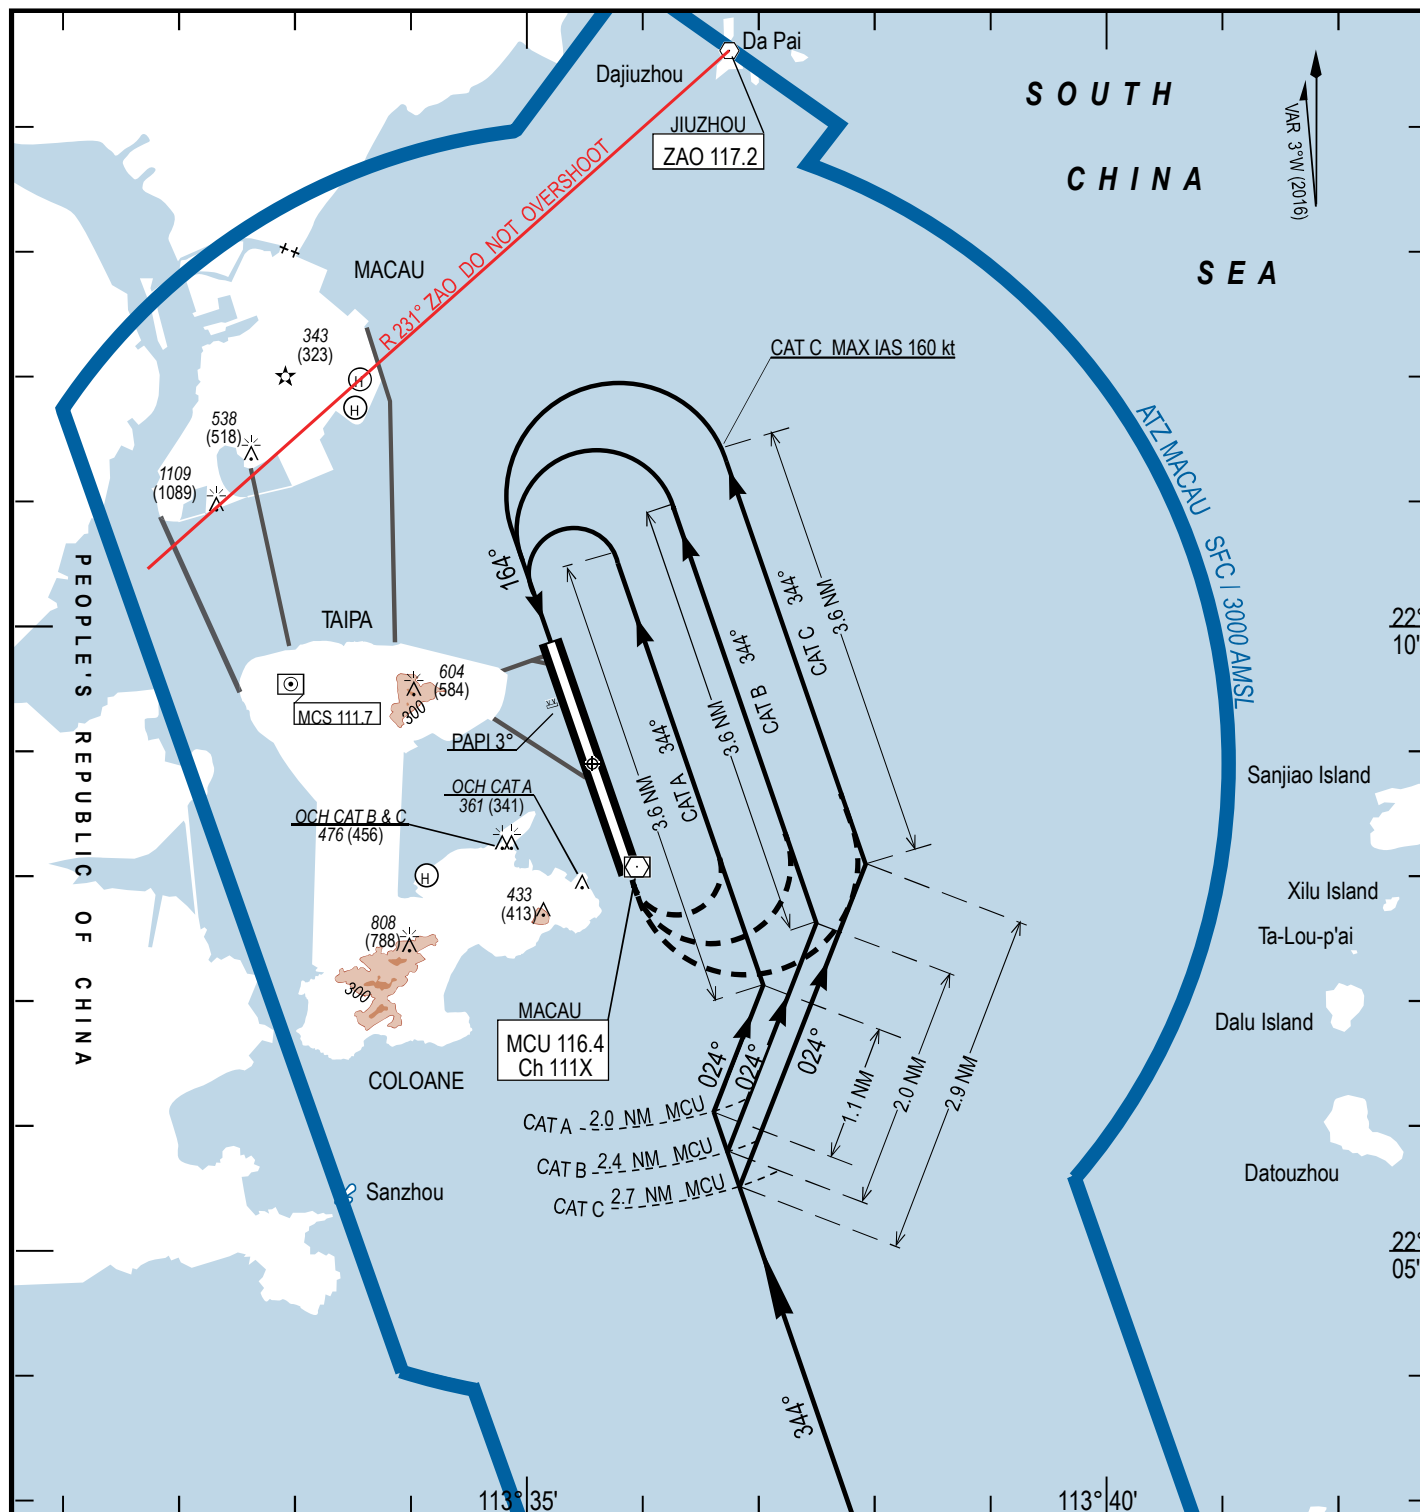 Da Pai
Dajiuzhou
JIUZHOU
ZAO 117.2
SOUTH
CHINA
SEA
VAR 3°W (2016)
R 231° ZAO DO NOT OVERSHOOT
MACAU
343
(323)
H
H
538
(518)
1109
(1089)
CAT C MAX IAS 160 kt
ATZ MACAU SFC / 3000 AMSL
PEOPLE'S REPUBLIC OF CHINA
164°
TAIPA
604
(584)
300
MCS 111.7
PAPI 3°
OCH CAT A
361 (341)
OCH CAT B & C
476 (456)
H
433
(413)
808
(788)
300
3.6 NM
CAT A 344°
3.6 NM
CAT B 344°
CAT C 344°
3.6 NM
22°
10'
Sanjiao Island
Xilu Island
Ta-Lou-p'ai
Dalu Island
Datouzhou
MACAU
MCU 116.4
Ch 111X
COLOANE
024°
024°
024°
1.1 NM
2.0 NM
2.9 NM
CAT A 2.0 NM MCU
CAT B 2.4 NM MCU
CAT C 2.7 NM MCU
Sanzhou
22°
05'
344°
113°35'
113°40'